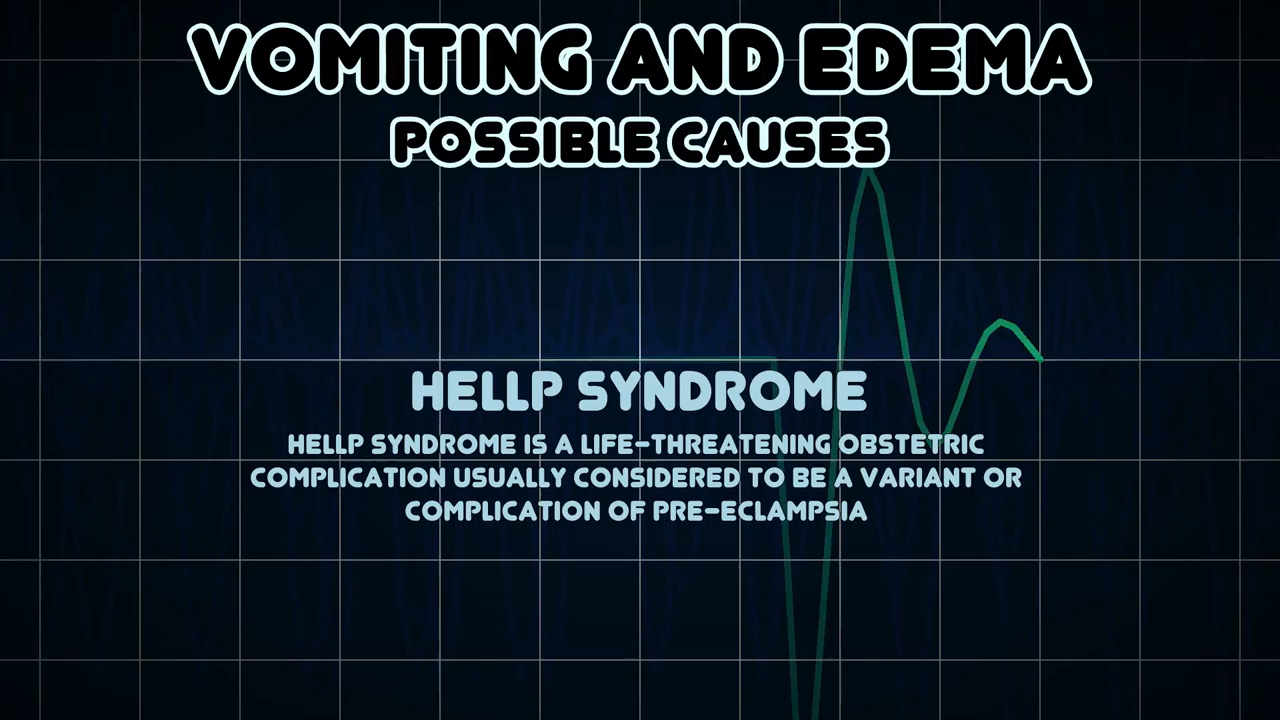 VOMITING AND EDEMA
POSSIBLE CAUSES
HELLP SYNDROME
HELLP SYNDROME IS A LIFE-THREATENING OBSTETRIC
COMPLICATION USUALLY CONSIDERED TO BE A VARIANT OR
COMPLICATION OF PRE-ECLAMPSIA